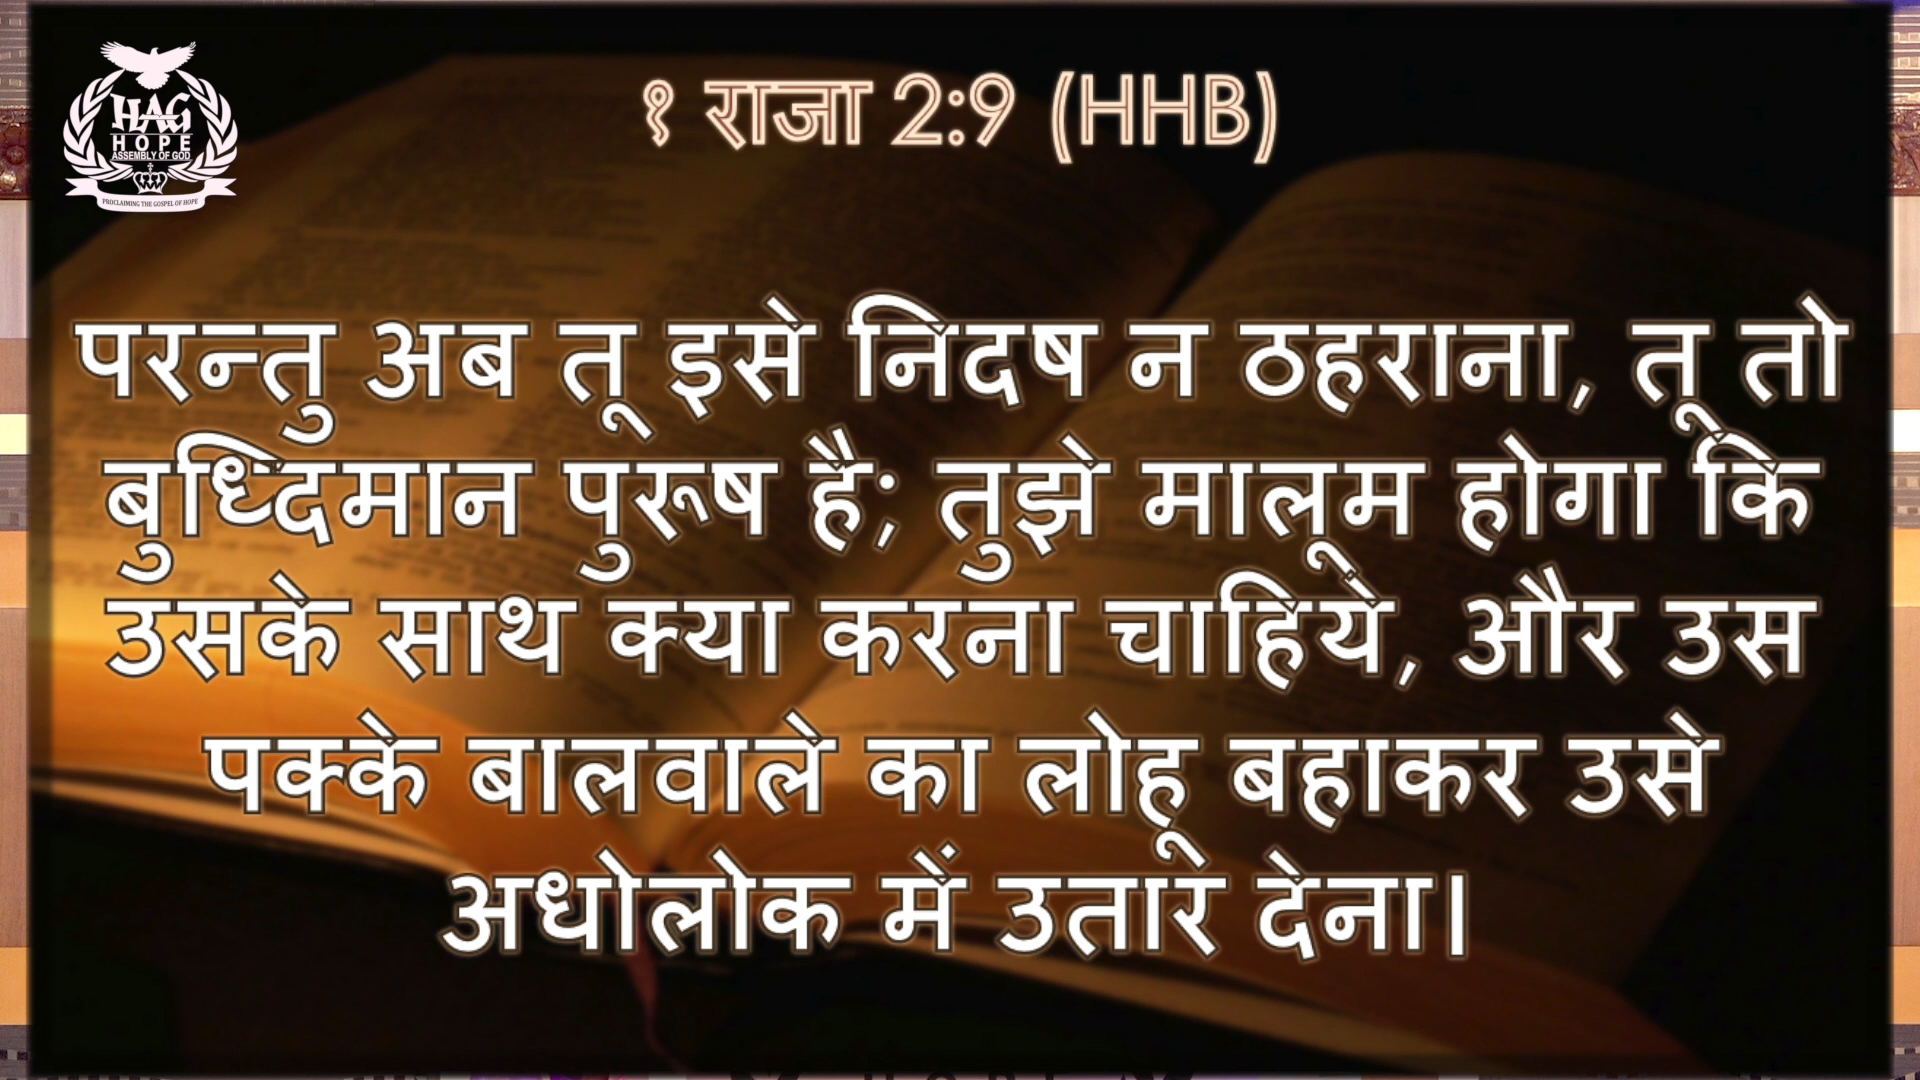 HAG
HOPE
ASSEMBLY OF GOD
PROCLAIMING THE GOSPEL OF HOPE
१ राजा 2:9 (HHB)
परन्तु अब तू इसे निदष न ठहराना, तू तो
बुध्दिमान पुरूष है; तुझे मालूम होगा कि
उसके साथ क्या करना चाहिये, और उस
पक्के बालवाले का लोहू बहाकर उसे
अधोलोक में उतार देना।